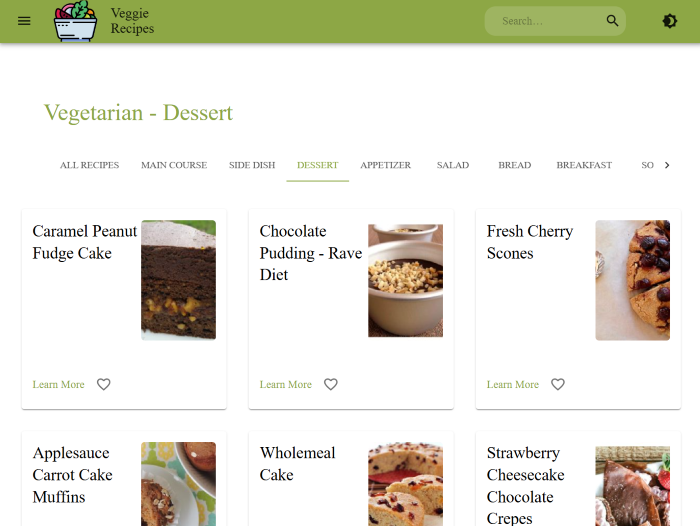 Veggie
Recipes
Search…
Vegetarian - Dessert
ALL RECIPES MAIN COURSE SIDE DISH DESSERT APPETIZER SALAD BREAD BREAKFAST SO
Caramel Peanut
Fudge Cake
Learn More
Chocolate
Pudding - Rave
Diet
Learn More
Fresh Cherry
Scones
Learn More
Applesauce
Carrot Cake
Muffins
Wholemeal
Cake
Strawberry
Cheesecake
Chocolate
Crepes